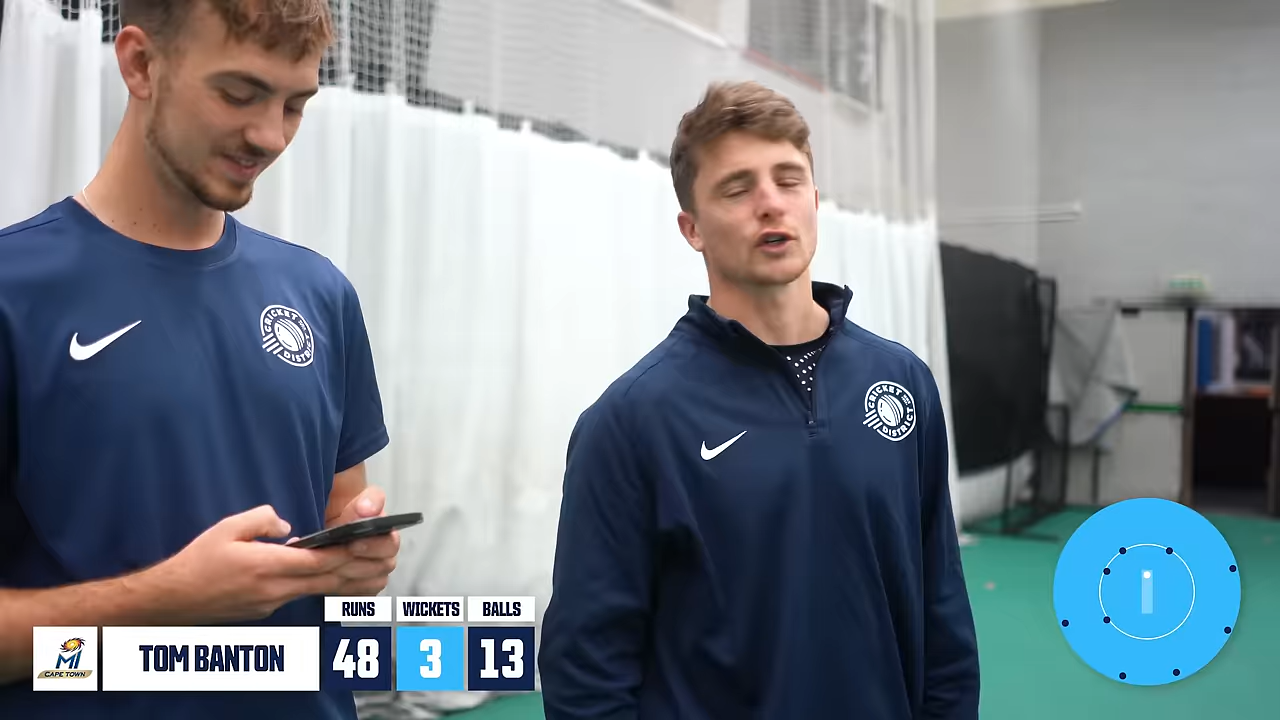 CRICKET
DISTRICT
CRICKET
DISTRICT
RUNS
WICKETS
BALLS
MI
CAPE TOWN
TOM BANTON
48
3
13